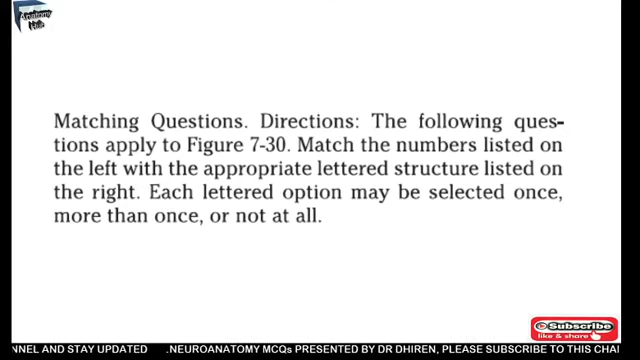 Anatomy
Hub
Matching Questions. Directions: The following ques-
tions apply to Figure 7-30. Match the numbers listed on
the left with the appropriate lettered structure listed on
the right. Each lettered option may be selected once,
more than once, or not at all.
Subscribe
like & share
NNEL AND STAY UPDATED .NEUROANATOMY MCQs PRESENTED BY DR DHIREN, PLEASE SUBSCRIBE TO THIS CHA